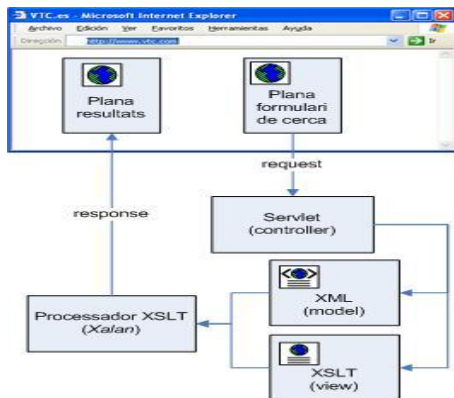 VTC.es - Microsoft Internet Explorer
Archivo Edición Ver Favoritos Herramientas Ayuda
Dirección http://www.vtc.com Ir
Plana
resultats
Plana
formulari
de cerca
request
response
Servlet
(controller)
XML
(model)
Processador XSLT
(Xalan)
XSLT
(view)